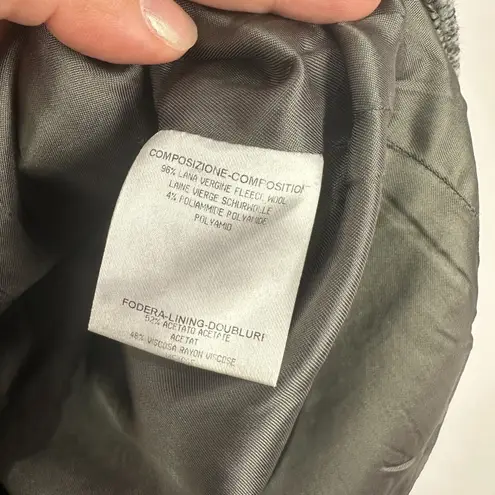 COMPOSIZIONE-COMPOSITION
96% LANA VERGINE FLEECE WOOL
LAINE VIERGE SCHURWOLLE
4% POLIAMMIDE POLYAMIDE
POLYAMID
FODERA-LINING-DOUBLURE
52% ACETATO ACETATE
ACETAT
48% VISCOSA RAYON VISCOSE